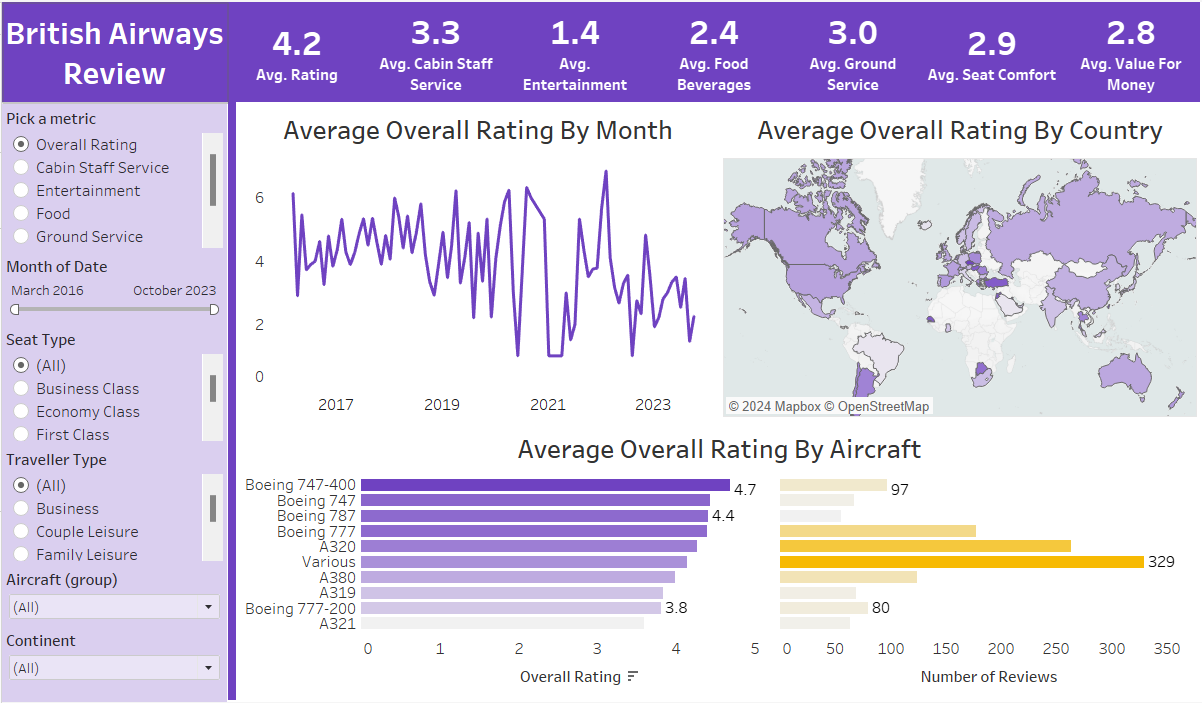 British Airways
Review
4.2
Avg. Rating
3.3
Avg. Cabin Staff
Service
1.4
Avg.
Entertainment
2.4
Avg. Food
Beverages
3.0
Avg. Ground
Service
2.9
Avg. Seat Comfort
2.8
Avg. Value For
Money
Pick a metric
Overall Rating
Cabin Staff Service
Entertainment
Food
Ground Service
Month of Date
March 2016 October 2023
Seat Type
(All)
Business Class
Economy Class
First Class
Traveller Type
(All)
Business
Couple Leisure
Family Leisure
Aircraft (group)
(All)
Continent
(All)
Average Overall Rating By Month
6
4
2
0
2017 2019 2021 2023
Average Overall Rating By Country
© 2024 Mapbox © OpenStreetMap
Average Overall Rating By Aircraft
Boeing 747-400 4.7 97
Boeing 747
Boeing 787 4.4
Boeing 777
A320
Various 329
A380
A319
Boeing 777-200 3.8 80
A321
0 1 2 3 4 5 0 50 100 150 200 250 300 350
Overall Rating Number of Reviews